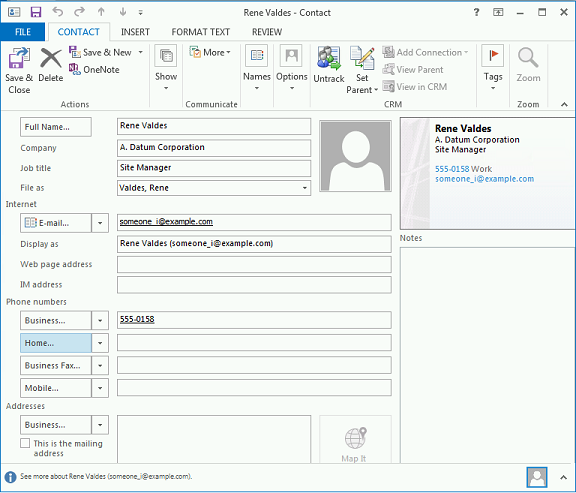 Rene Valdes - Contact
FILE CONTACT INSERT FORMAT TEXT REVIEW
Save & Close
Delete
Save & New
OneNote
Actions
Show
More
Communicate
Names
Options
Untrack
Set Parent
Add Connection
View Parent
View in CRM
CRM
Tags
Zoom
Zoom
Full Name... Rene Valdes
Company A. Datum Corporation
Job title Site Manager
File as Valdes, Rene
Internet
E-mail... someone_i@example.com
Display as Rene Valdes (someone_i@example.com)
Web page address
IM address
Phone numbers
Business... 555-0158
Home...
Business Fax...
Mobile...
Addresses
Business...
This is the mailing
address
Map It
Rene Valdes
A. Datum Corporation
Site Manager
555-0158 Work
someone_i@example.com
Notes
See more about Rene Valdes (someone_i@example.com).